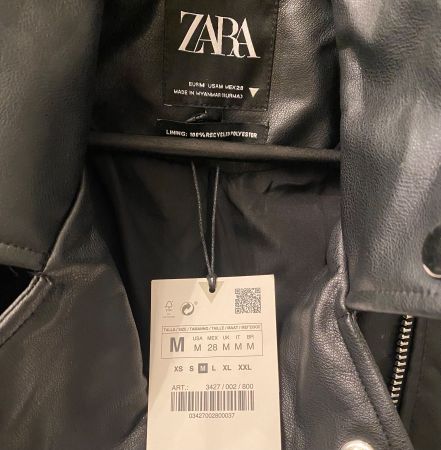 ZARA
EUR M USA M MEX 28
MADE IN MYANMAR (BURMA)
LINING: 100% RECYCLED POLYESTER
FSC
TALLA / SIZE / TAMANHO / TAILLE / MAAT /
M
USA MEX UK IT BR
M 28 M M M
XS S M L XL XXL
ART.: 3427 / 002 / 800
03427002800037